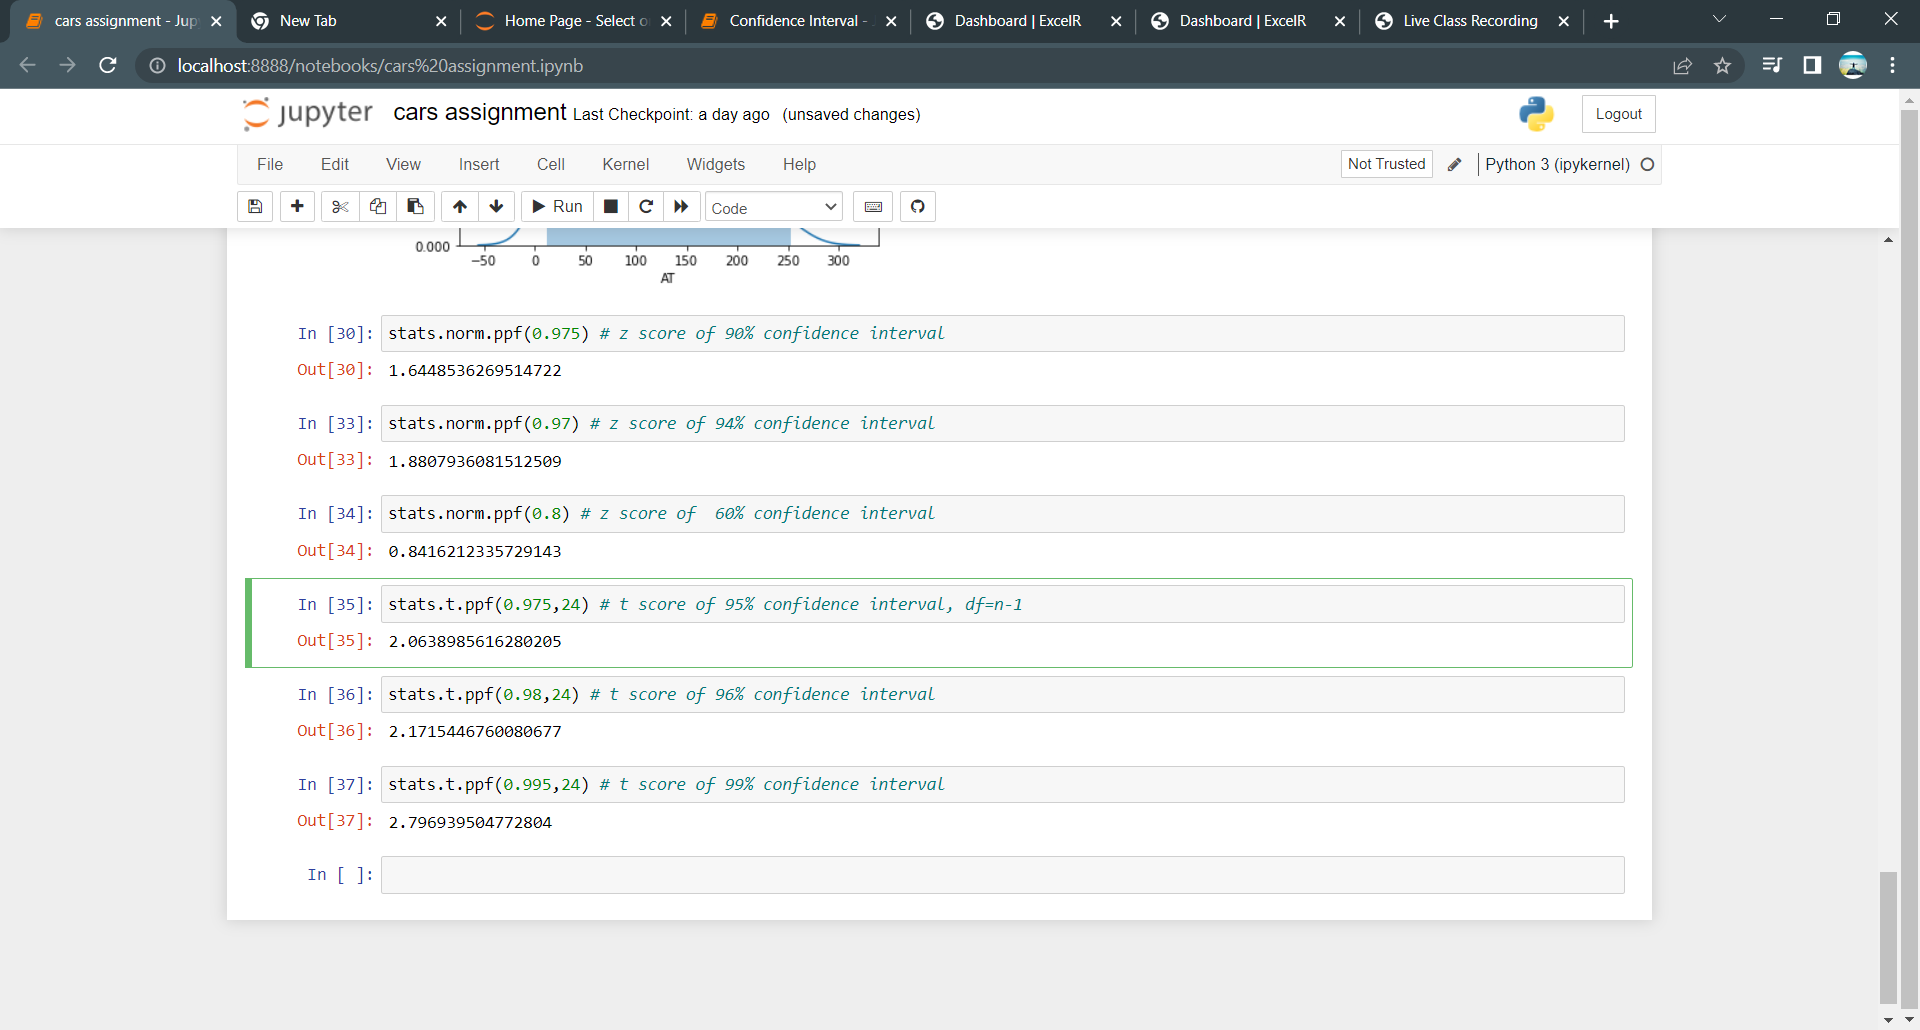 cars assignment - Jup
New Tab
Home Page - Select o
Confidence Interval -
Dashboard | ExcelR
Dashboard | ExcelR
Live Class Recording
localhost:8888/notebooks/cars%20assignment.ipynb
jupyter cars assignment Last Checkpoint: a day ago (unsaved changes)
Logout
File Edit View Insert Cell Kernel Widgets Help
Not Trusted
Python 3 (ipykernel)
Run
Code
0.000
−50 0 50 100 150 200 250 300
AT
In [30]: stats.norm.ppf(0.975) # z score of 90% confidence interval
Out[30]: 1.6448536269514722
In [33]: stats.norm.ppf(0.97) # z score of 94% confidence interval
Out[33]: 1.8807936081512509
In [34]: stats.norm.ppf(0.8) # z score of  60% confidence interval
Out[34]: 0.8416212335729143
In [35]: stats.t.ppf(0.975,24) # t score of 95% confidence interval, df=n-1
Out[35]: 2.0638985616280205
In [36]: stats.t.ppf(0.98,24) # t score of 96% confidence interval
Out[36]: 2.1715446760080677
In [37]: stats.t.ppf(0.995,24) # t score of 99% confidence interval
Out[37]: 2.796939504772804
In [ ]: